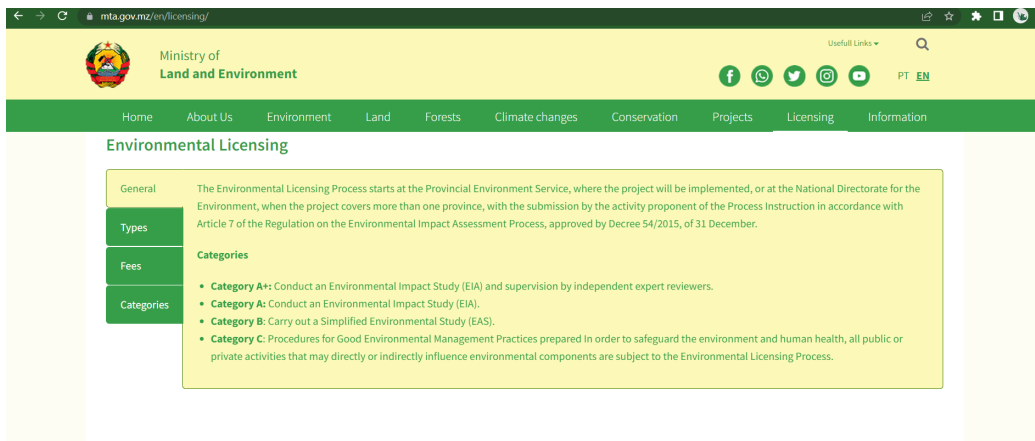 mta.gov.mz/en/licensing/
Usefull Links
Ministry of
Land and Environment
PT EN
Home About Us Environment Land Forests Climate changes Conservation Projects Licensing Information
Environmental Licensing
General
Types
Fees
Categories
The Environmental Licensing Process starts at the Provincial Environment Service, where the project will be implemented, or at the National Directorate for the
Environment, when the project covers more than one province, with the submission by the activity proponent of the Process Instruction in accordance with
Article 7 of the Regulation on the Environmental Impact Assessment Process, approved by Decree 54/2015, of 31 December.
Categories
• Category A+: Conduct an Environmental Impact Study (EIA) and supervision by independent expert reviewers.
• Category A: Conduct an Environmental Impact Study (EIA).
• Category B: Carry out a Simplified Environmental Study (EAS).
• Category C: Procedures for Good Environmental Management Practices prepared In order to safeguard the environment and human health, all public or
private activities that may directly or indirectly influence environmental components are subject to the Environmental Licensing Process.